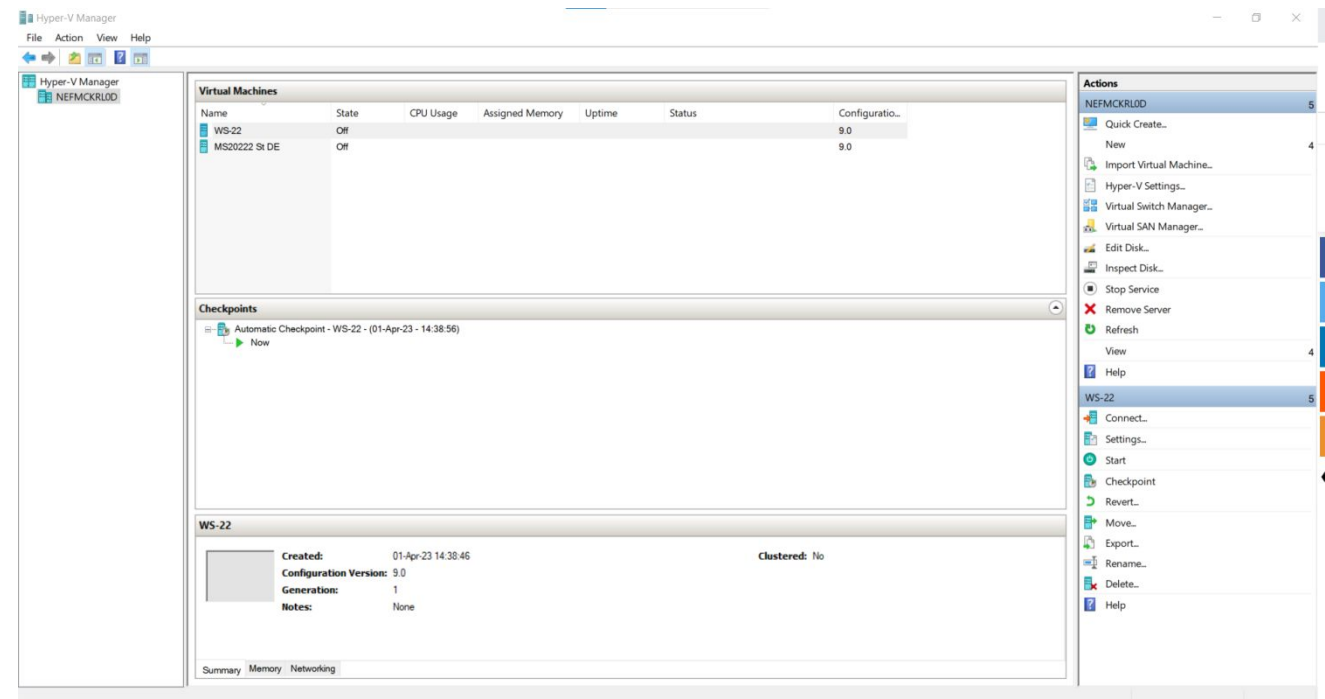 Hyper-V Manager
File Action View Help
Hyper-V Manager
NEFMCKRL0D
Virtual Machines
Name State CPU Usage Assigned Memory Uptime Status Configuratio...
WS-22 Off 9.0
MS20222 St DE Off 9.0
Checkpoints
Automatic Checkpoint - WS-22 - (01-Apr-23 - 14:38:56)
Now
WS-22
Created: 01-Apr-23 14:38:46 Clustered: No
Configuration Version: 9.0
Generation: 1
Notes: None
Summary Memory Networking
Actions
NEFMCKRL0D 5
Quick Create...
New 4
Import Virtual Machine...
Hyper-V Settings...
Virtual Switch Manager...
Virtual SAN Manager...
Edit Disk...
Inspect Disk...
Stop Service
Remove Server
Refresh
View 4
Help
WS-22 5
Connect...
Settings...
Start
Checkpoint
Revert...
Move...
Export...
Rename...
Delete...
Help